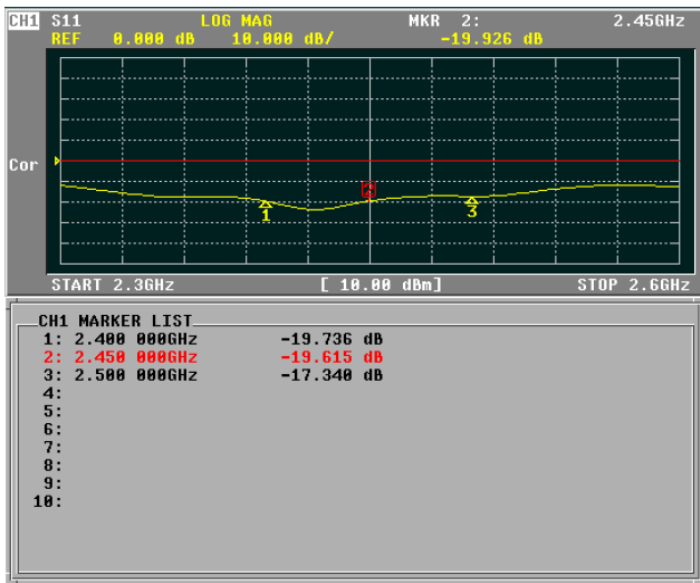 CH1 S11 LOG MAG MKR 2: 2.45GHz
REF 0.000 dB 10.000 dB/ -19.926 dB
Cor
2
1
3
START 2.3GHz [ 10.00 dBm] STOP 2.6GHz
CH1 MARKER LIST
1: 2.400 000GHz -19.736 dB
2: 2.450 000GHz -19.615 dB
3: 2.500 000GHz -17.340 dB
4:
5:
6:
7:
8:
9:
10: